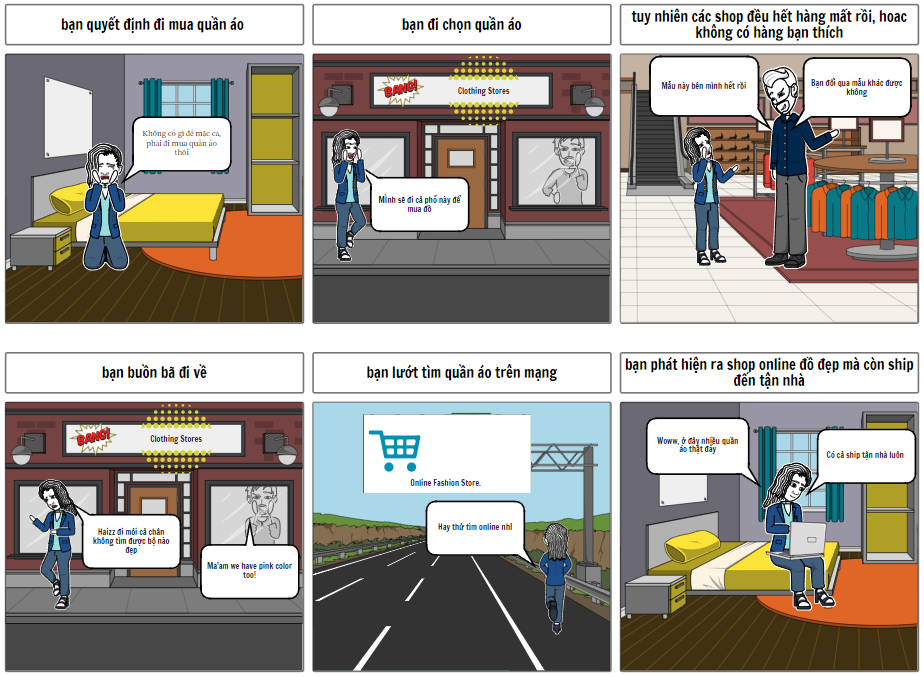 bạn quyết định đi mua quần áo
bạn đi chọn quần áo
tuy nhiên các shop đều hết hàng mất rồi, hoac
không có hàng bạn thích
Không có gì để mặc cả,
phải đi mua quần áo
thôi
BANG!
Clothing Stores
Mình sẽ đi cả phố này để
mua đồ
Mẫu này bên mình hết rồi
Bạn đổi qua mẫu khác được
không
bạn buồn bã đi về
bạn lướt tìm quần áo trên mạng
bạn phát hiện ra shop online đồ đẹp mà còn ship
đến tận nhà
BANG!
Clothing Stores
Haizz đi mỏi cả chân
không tìm được bộ nào
đẹp
Ma'am we have pink color
too!
Online Fashion Store.
Hay thử tìm online nhỉ
Woww, ở đây nhiều quần
áo thật đấy
Có cả ship tận nhà luôn